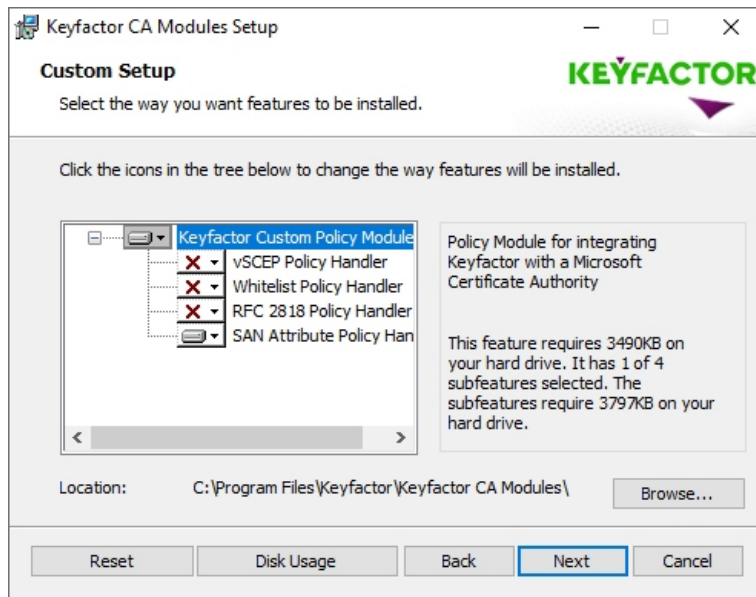 Keyfactor CA Modules Setup
Custom Setup
KEYFACTOR
Select the way you want features to be installed.
Click the icons in the tree below to change the way features will be installed.
Keyfactor Custom Policy Module
vSCEP Policy Handler
Whitelist Policy Handler
RFC 2818 Policy Handler
SAN Attribute Policy Han
Policy Module for integrating
Keyfactor with a Microsoft
Certificate Authority
This feature requires 3490KB on
your hard drive. It has 1 of 4
subfeatures selected. The
subfeatures require 3797KB on your
hard drive.
Location: C:\Program Files\Keyfactor\Keyfactor CA Modules\
Browse...
Reset Disk Usage Back Next Cancel